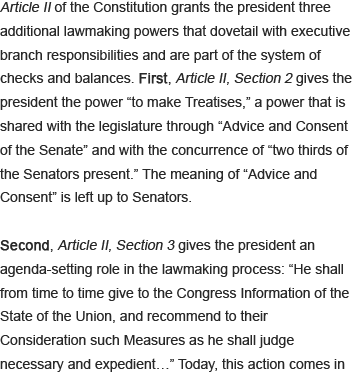 Article II of the Constitution grants the president three
additional lawmaking powers that dovetail with executive
branch responsibilities and are part of the system of
checks and balances. First, Article II, Section 2 gives the
president the power “to make Treatises,” a power that is
shared with the legislature through “Advice and Consent
of the Senate” and with the concurrence of “two thirds of
the Senators present.” The meaning of “Advice and
Consent” is left up to Senators.
Second, Article II, Section 3 gives the president an
agenda-setting role in the lawmaking process: “He shall
from time to time give to the Congress Information of the
State of the Union, and recommend to their
Consideration such Measures as he shall judge
necessary and expedient…” Today, this action comes in